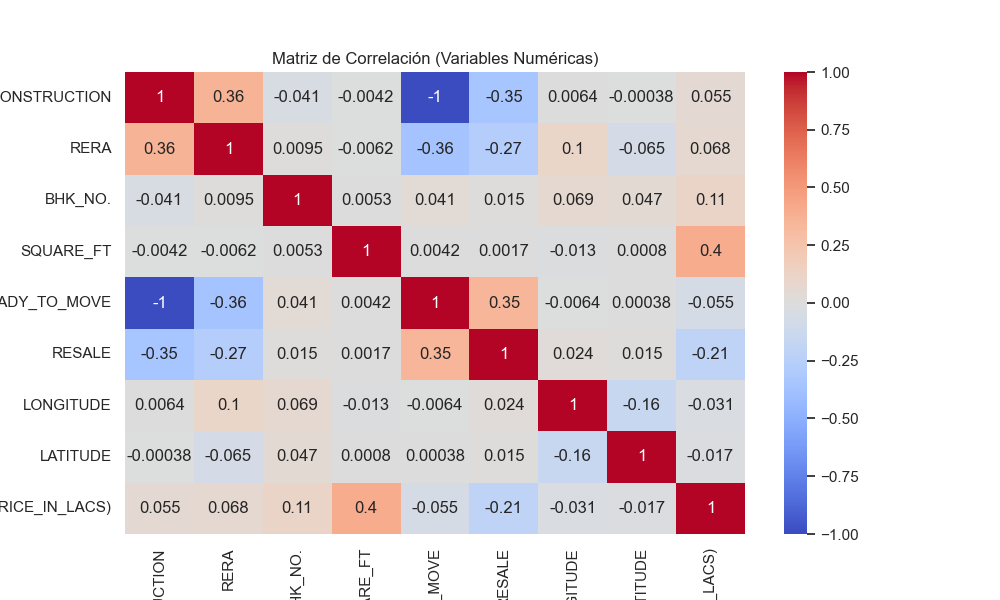 Matriz de Correlación (Variables Numéricas)
ONSTRUCTION 1 0.36 -0.041 -0.0042 -1 -0.35 0.0064 -0.00038 0.055
RERA 0.36 1 0.0095 -0.0062 -0.36 -0.27 0.1 -0.065 0.068
BHK_NO. -0.041 0.0095 1 0.0053 0.041 0.015 0.069 0.047 0.11
SQUARE_FT -0.0042 -0.0062 0.0053 1 0.0042 0.0017 -0.013 0.0008 0.4
ADY_TO_MOVE -1 -0.36 0.041 0.0042 1 0.35 -0.0064 0.00038 -0.055
RESALE -0.35 -0.27 0.015 0.0017 0.35 1 0.024 0.015 -0.21
LONGITUDE 0.0064 0.1 0.069 -0.013 -0.0064 0.024 1 -0.16 -0.031
LATITUDE -0.00038 -0.065 0.047 0.0008 0.00038 0.015 -0.16 1 -0.017
RICE_IN_LACS) 0.055 0.068 0.11 0.4 -0.055 -0.21 -0.031 -0.017 1
UCTION
RERA
HK_NO.
ARE_FT
_MOVE
RESALE
GITUDE
TITUDE
_LACS)
1.00
0.75
0.50
0.25
0.00
−0.25
−0.50
−0.75
−1.00